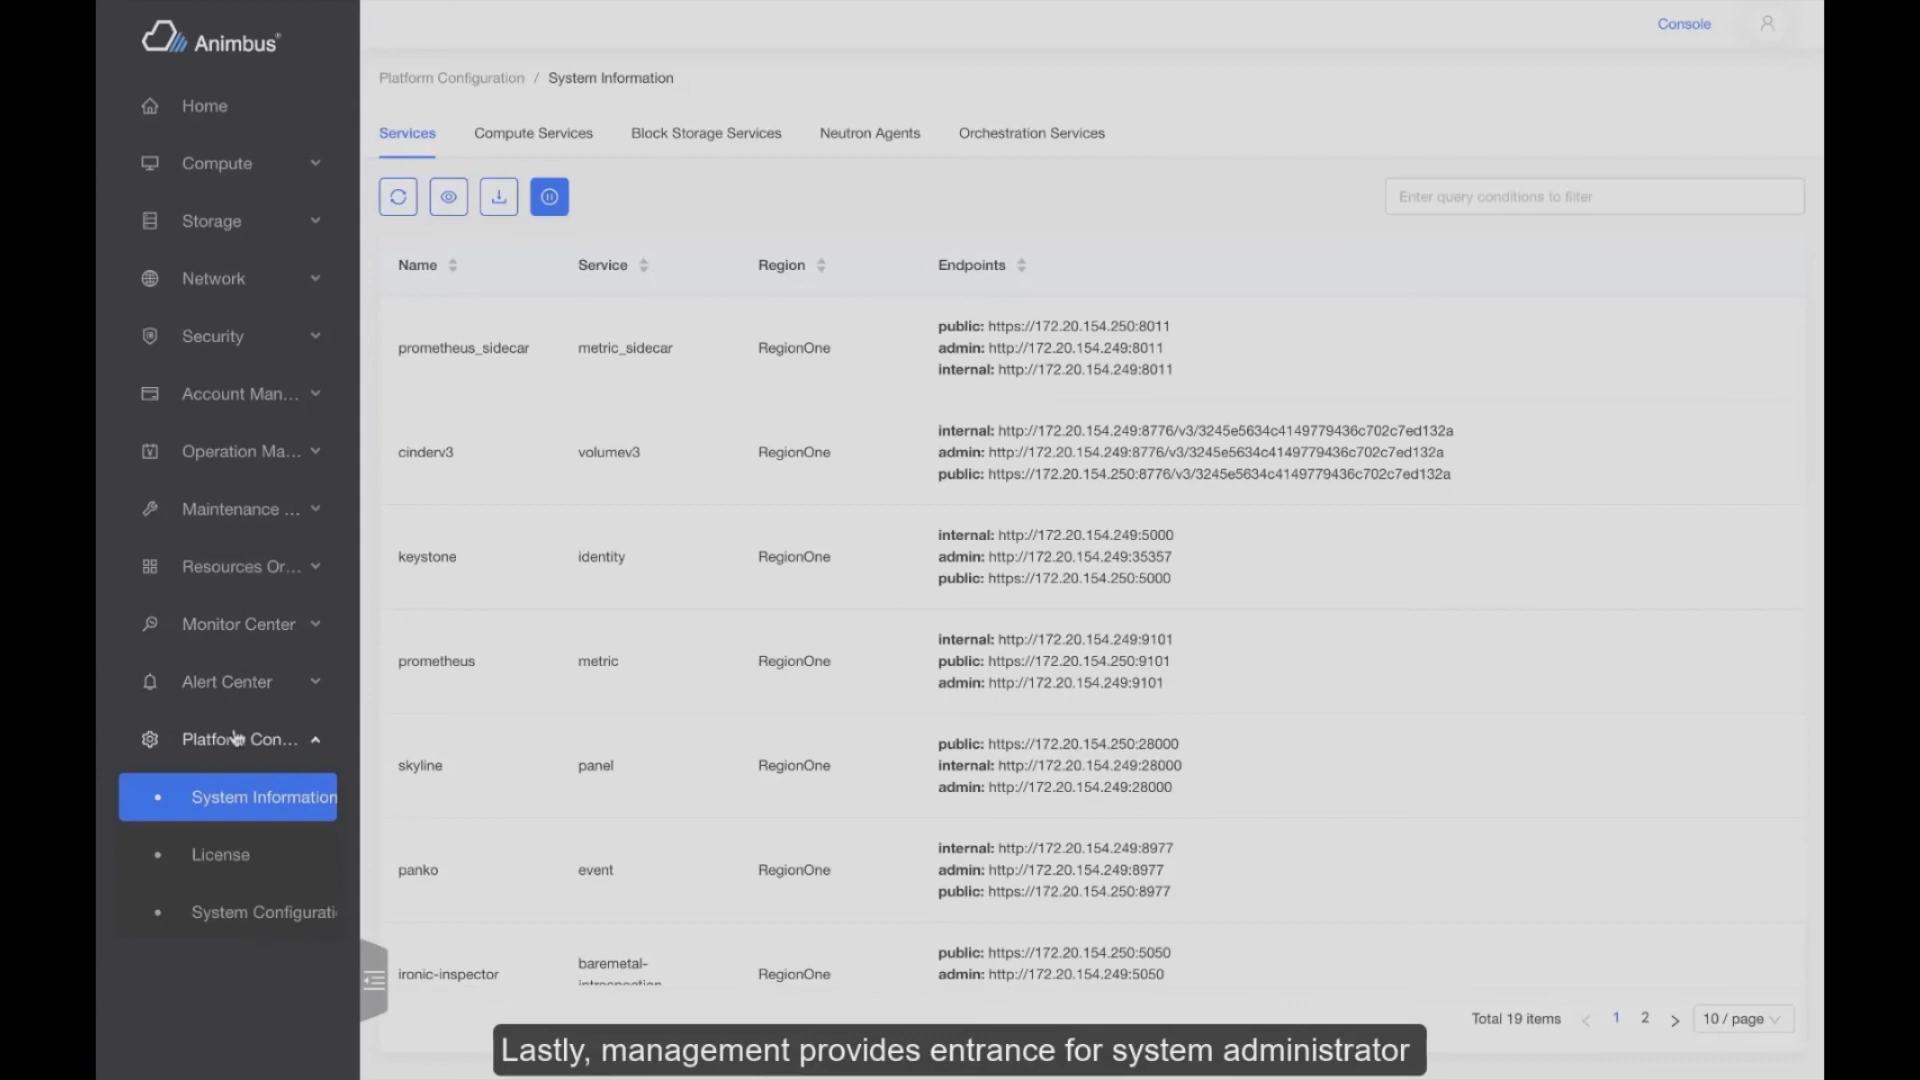 Animbus®
Console
Platform Configuration / System Information
Home
Compute
Storage
Network
Security
Account Man...
Operation Ma...
Maintenance ...
Resources Or...
Monitor Center
Alert Center
Platform Con...
System Information
License
System Configurati
Services Compute Services Block Storage Services Neutron Agents Orchestration Services
Enter query conditions to filter
Name Service Region Endpoints
prometheus_sidecar metric_sidecar RegionOne
public: https://172.20.154.250:8011
admin: http://172.20.154.249:8011
internal: http://172.20.154.249:8011
cinderv3 volumev3 RegionOne
internal: http://172.20.154.249:8776/v3/3245e5634c4149779436c702c7ed132a
admin: http://172.20.154.249:8776/v3/3245e5634c4149779436c702c7ed132a
public: https://172.20.154.250:8776/v3/3245e5634c4149779436c702c7ed132a
keystone identity RegionOne
internal: http://172.20.154.249:5000
admin: http://172.20.154.249:35357
public: https://172.20.154.250:5000
prometheus metric RegionOne
internal: http://172.20.154.249:9101
public: https://172.20.154.250:9101
admin: http://172.20.154.249:9101
skyline panel RegionOne
public: https://172.20.154.250:28000
internal: http://172.20.154.249:28000
admin: http://172.20.154.249:28000
panko event RegionOne
internal: http://172.20.154.249:8977
admin: http://172.20.154.249:8977
public: https://172.20.154.250:8977
ironic-inspector baremetal- RegionOne
introspection
public: https://172.20.154.250:5050
admin: http://172.20.154.249:5050
Total 19 items < 1 2 > 10 / page
Lastly, management provides entrance for system administrator